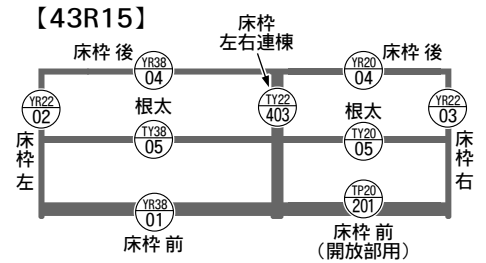 【43R15】
床枠
左右連棟
床枠 後
YR38
04
YR20
04
床枠 後
YR22
02
根太
TY22
403
根太
YR22
03
床枠 左
TY38
05
TY20
05
床枠 右
YR38
01
TP20
201
床枠 前
床枠 前
（開放部用）